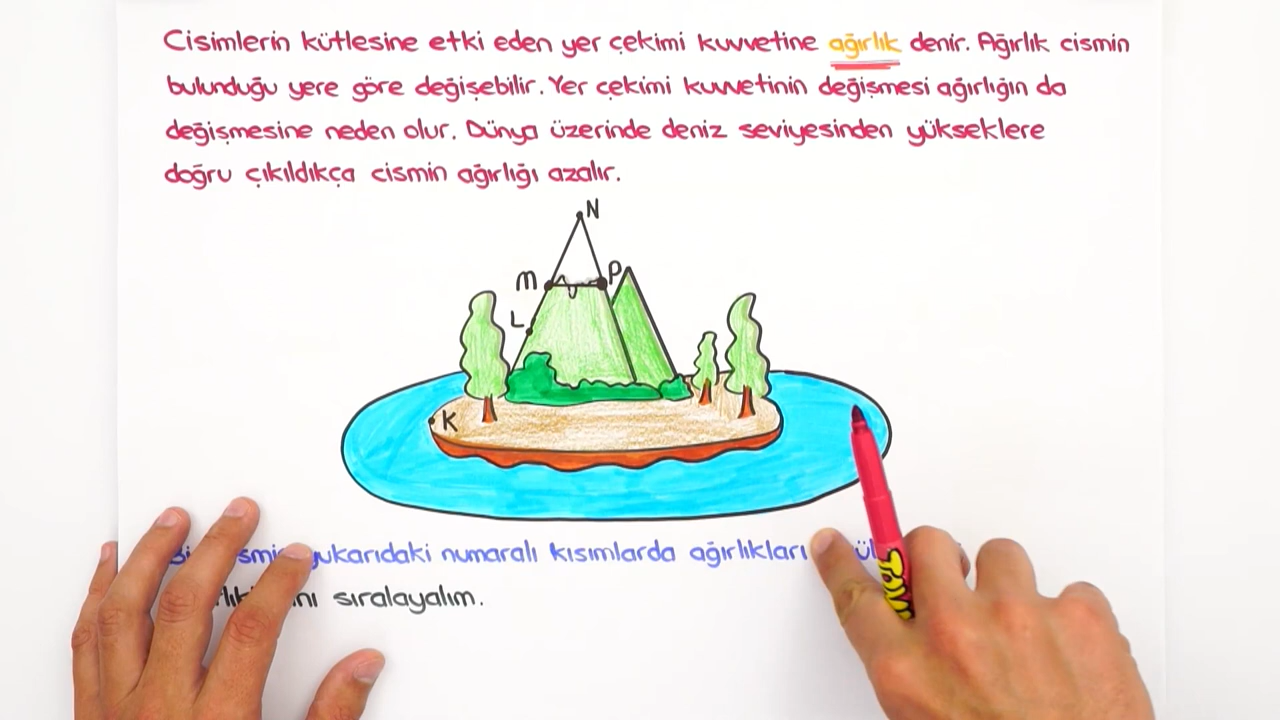 Cisimlerin kütlesine etki eden yer çekimi kuvvetine ağırlık denir. Ağırlık cismin
bulunduğu yere göre değişebilir. Yer çekimi kuvvetinin değişmesi ağırlığın da
değişmesine neden olur. Dünya üzerinde deniz seviyesinden yükseklere
doğru çıkıldıkça cismin ağırlığı azalır.
N
M P
L
K
yukarıdaki numaralı kısımlarda ağırlıkları
sıralayalım.